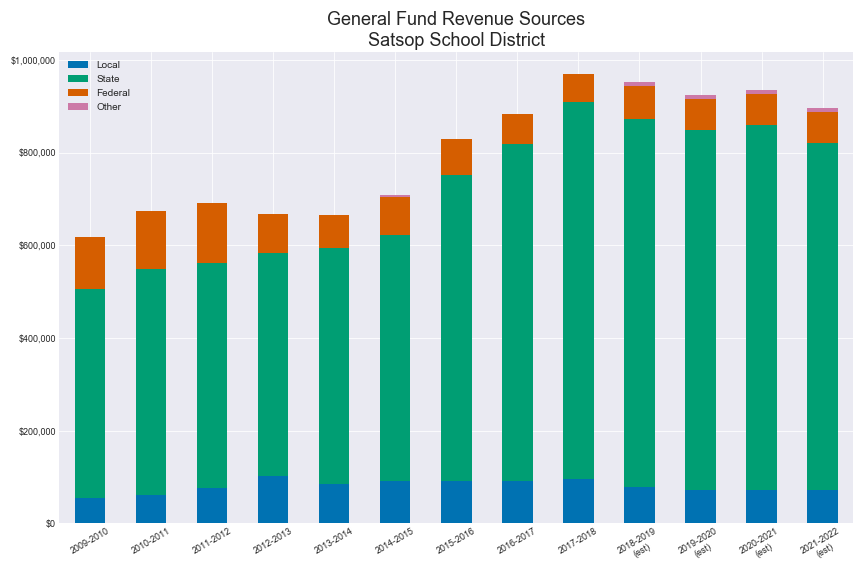 General Fund Revenue Sources
Satsop School District
Local
State
Federal
Other
$1,000,000
$800,000
$600,000
$400,000
$200,000
$0
2009-2010
2010-2011
2011-2012
2012-2013
2013-2014
2014-2015
2015-2016
2016-2017
2017-2018
2018-2019
(est)
2019-2020
(est)
2020-2021
(est)
2021-2022
(est)